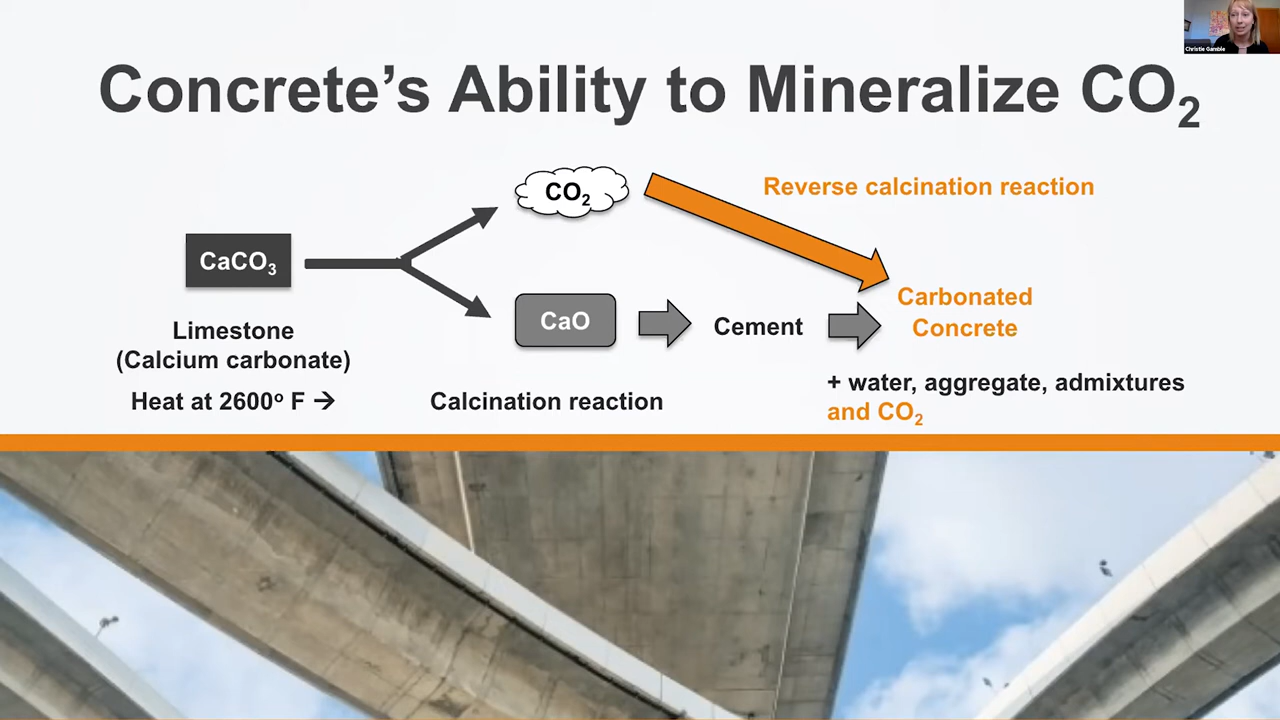 Christie Gamble
Concrete's Ability to Mineralize CO₂
CO₂
Reverse calcination reaction
CaCO₃
Limestone
(Calcium carbonate)
Heat at 2600º F →
CaO
Cement
Calcination reaction
Carbonated
Concrete
+ water, aggregate, admixtures
and CO₂